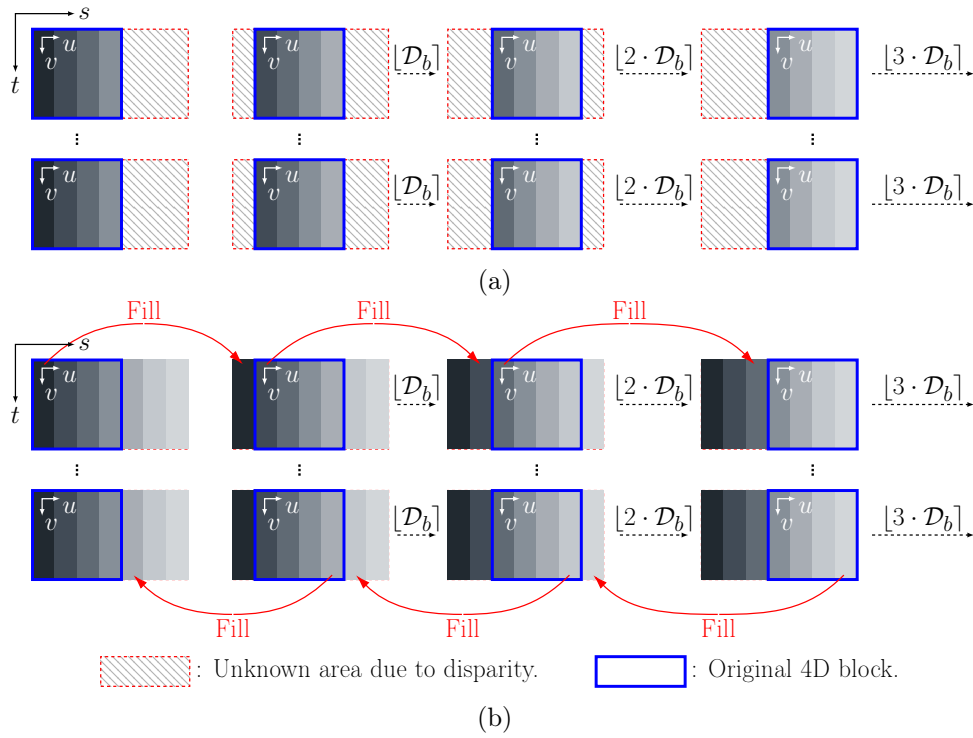 s
t
u v u v ⌊𝒟_b⌉ u v ⌊2 · 𝒟_b⌉ u v ⌊3 · 𝒟_b⌉
⋮ ⋮ ⋮ ⋮
u v u v ⌊𝒟_b⌉ u v ⌊2 · 𝒟_b⌉ u v ⌊3 · 𝒟_b⌉
(a)
Fill Fill Fill
s
t
u v u v ⌊𝒟_b⌉ u v ⌊2 · 𝒟_b⌉ u v ⌊3 · 𝒟_b⌉
⋮ ⋮ ⋮ ⋮
u v u v ⌊𝒟_b⌉ u v ⌊2 · 𝒟_b⌉ u v ⌊3 · 𝒟_b⌉
Fill Fill Fill
: Unknown area due to disparity. : Original 4D block.
(b)